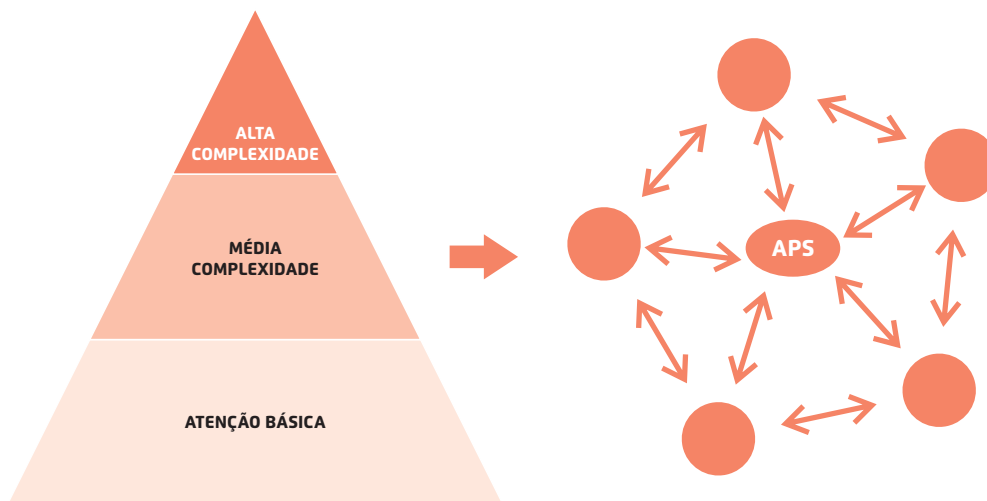 ALTA
COMPLEXIDADE
MÉDIA
COMPLEXIDADE
ATENÇÃO BÁSICA
APS